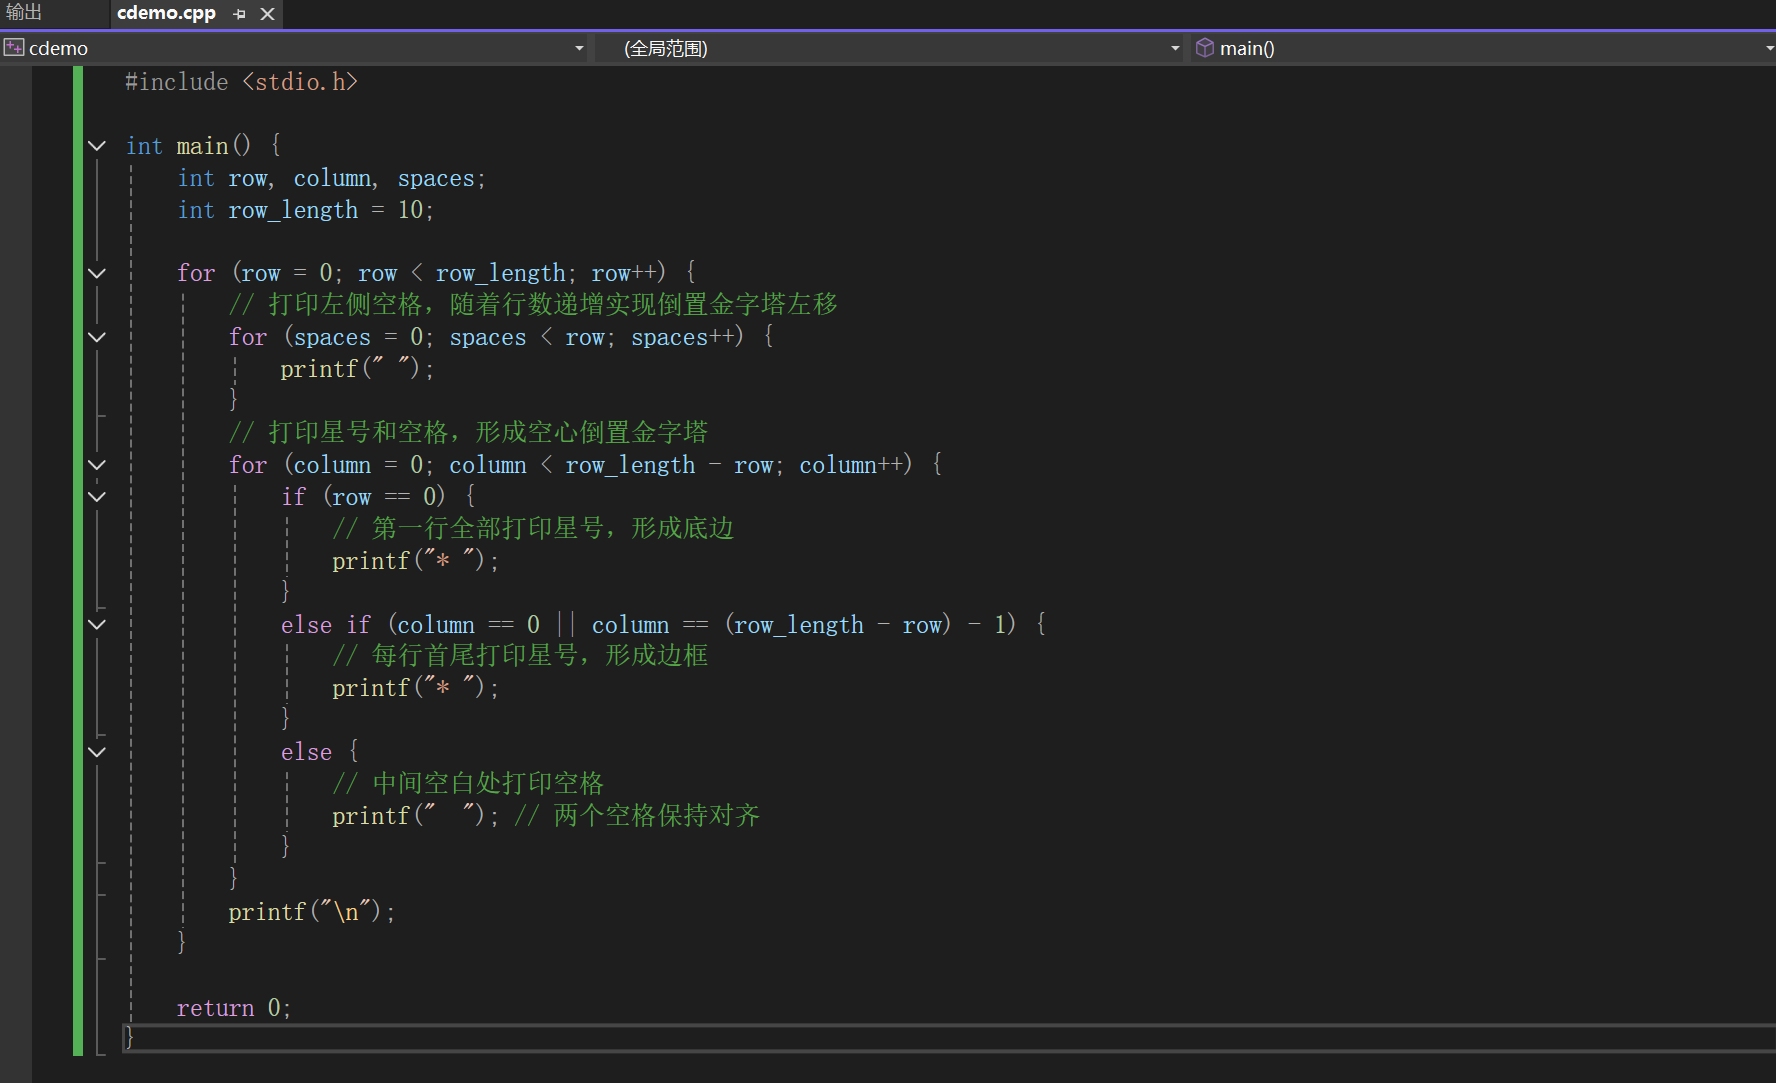 输出 cdemo.cpp
cdemo (全局范围) main()
#include <stdio.h>
int main() {
int row, column, spaces;
int row_length = 10;
for (row = 0; row < row_length; row++) {
// 打印左侧空格，随着行数递增实现倒置金字塔左移
for (spaces = 0; spaces < row; spaces++) {
printf(" ");
}
// 打印星号和空格，形成空心倒置金字塔
for (column = 0; column < row_length - row; column++) {
if (row == 0) {
// 第一行全部打印星号，形成底边
printf("* ");
}
else if (column == 0 || column == (row_length - row) - 1) {
// 每行首尾打印星号，形成边框
printf("* ");
}
else {
// 中间空白处打印空格
printf("  "); // 两个空格保持对齐
}
}
printf("\n");
}
return 0;
}